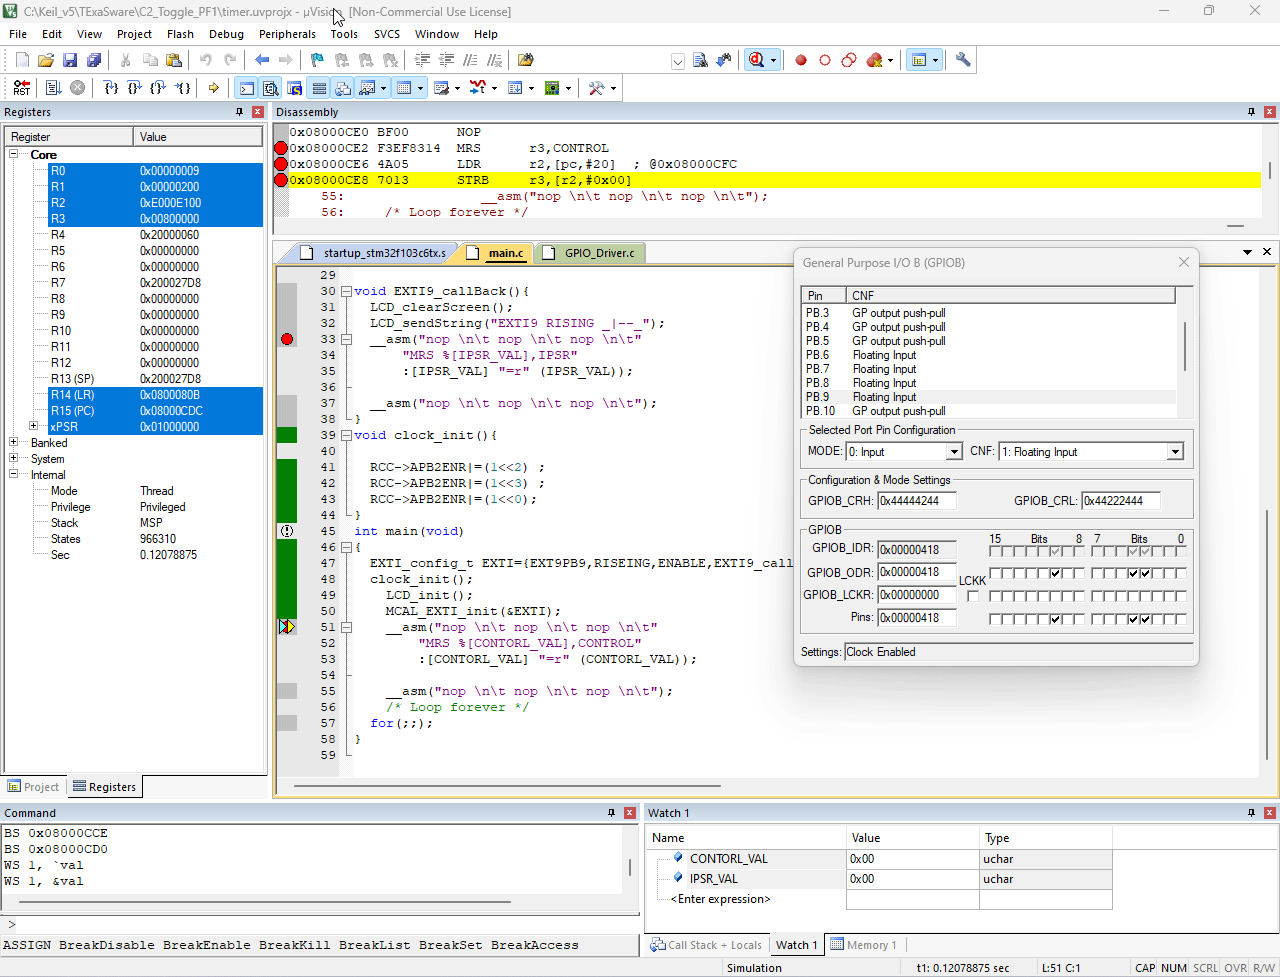 C:\Keil_v5\TExaSware\C2_Toggle_PF1\timer.uvprojx - µVision [Non-Commercial Use License]
File Edit View Project Flash Debug Peripherals Tools SVCS Window Help
Registers
Register Value
Core
R0 0x00000009
R1 0x00000200
R2 0xE000E100
R3 0x00800000
R4 0x20000060
R5 0x00000000
R6 0x00000000
R7 0x200027D8
R8 0x00000000
R9 0x00000000
R10 0x00000000
R11 0x00000000
R12 0x00000000
R13 (SP) 0x200027D8
R14 (LR) 0x0800080B
R15 (PC) 0x08000CDC
xPSR 0x01000000
Banked
System
Internal
Mode Thread
Privilege Privileged
Stack MSP
States 966310
Sec 0.12078875
Project Registers
Disassembly
0x08000CE0 BF00 NOP
0x08000CE2 F3EF8314 MRS r3,CONTROL
0x08000CE6 4A05 LDR r2,[pc,#20] ; @0x08000CFC
0x08000CE8 7013 STRB r3,[r2,#0x00]
55: __asm("nop \n\t nop \n\t nop \n\t");
56: /* Loop forever */
startup_stm32f103c6tx.s main.c GPIO_Driver.c
29
30 void EXTI9_callBack(){
31 LCD_clearScreen();
32 LCD_sendString("EXTI9 RISING _|--_");
33 __asm("nop \n\t nop \n\t nop \n\t"
34 "MRS %[IPSR_VAL],IPSR"
35 :[IPSR_VAL] "=r" (IPSR_VAL));
36
37 __asm("nop \n\t nop \n\t nop \n\t");
38 }
39 void clock_init(){
40
41 RCC->APB2ENR|=(1<<2) ;
42 RCC->APB2ENR|=(1<<3) ;
43 RCC->APB2ENR|=(1<<0);
44 }
45 int main(void)
46 {
47 EXTI_config_t EXTI={EXT9PB9,RISEING,ENABLE,EXTI9_call
48 clock_init();
49 LCD_init();
50 MCAL_EXTI_init(&EXTI);
51 __asm("nop \n\t nop \n\t nop \n\t"
52 "MRS %[CONTORL_VAL],CONTROL"
53 :[CONTORL_VAL] "=r" (CONTORL_VAL));
54
55 __asm("nop \n\t nop \n\t nop \n\t");
56 /* Loop forever */
57 for(;;);
58 }
59
General Purpose I/O B (GPIOB)
Pin CNF
PB.3 GP output push-pull
PB.4 GP output push-pull
PB.5 GP output push-pull
PB.6 Floating Input
PB.7 Floating Input
PB.8 Floating Input
PB.9 Floating Input
PB.10 GP output push-pull
Selected Port Pin Configuration
MODE: 0: Input CNF: 1: Floating Input
Configuration & Mode Settings
GPIOB_CRH: 0x44444244 GPIOB_CRL: 0x44222444
GPIOB
15 Bits 8 7 Bits 0
GPIOB_IDR: 0x00000418
GPIOB_ODR: 0x00000418 LCKK
GPIOB_LCKR: 0x00000000
Pins: 0x00000418
Settings: Clock Enabled
Command
BS 0x08000CCE
BS 0x08000CD0
WS 1, `val
WS 1, &val
>
ASSIGN BreakDisable BreakEnable BreakKill BreakList BreakSet BreakAccess
Watch 1
Name Value Type
CONTORL_VAL 0x00 uchar
IPSR_VAL 0x00 uchar
<Enter expression>
Call Stack + Locals Watch 1 Memory 1
Simulation t1: 0.12078875 sec L:51 C:1 CAP NUM SCRL OVR R/W